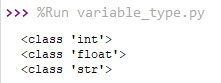 >>> %Run variable_type.py
<class 'int'>
<class 'float'>
<class 'str'>